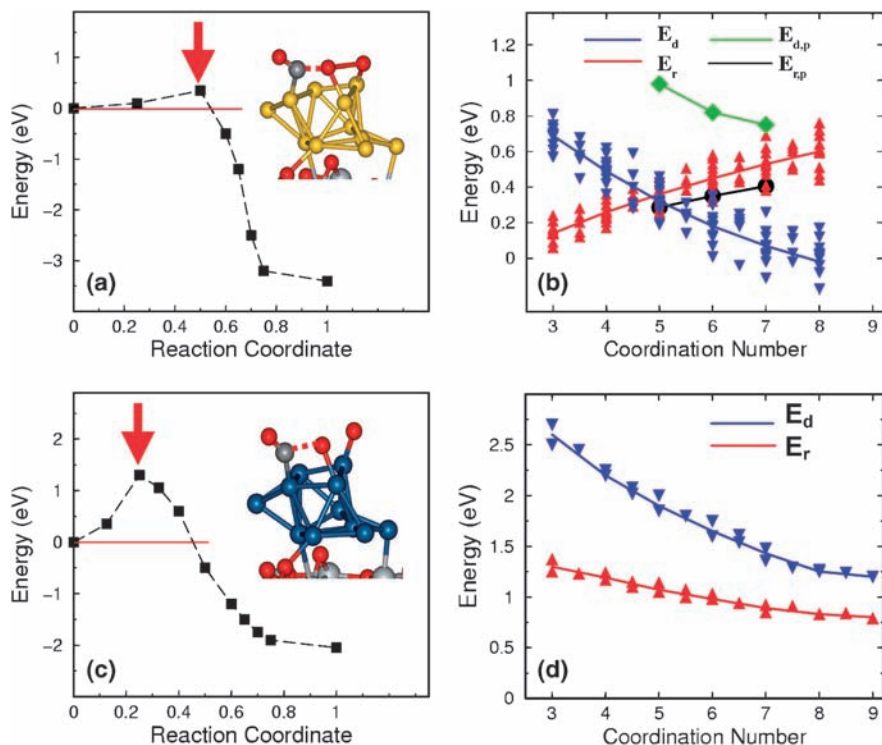 1
0
−1
−2
−3
Energy (eV)
(a)
0 0.2 0.4 0.6 0.8 1
Reaction Coordinate
1.2
1
0.8
0.6
0.4
0.2
0
Energy (eV)
E_d E_d,p
E_r E_r,p
(b)
3 4 5 6 7 8 9
Coordination Number
2
1
0
−1
−2
Energy (eV)
(c)
0 0.2 0.4 0.6 0.8 1
Reaction Coordinate
2.5
2
1.5
1
0.5
0
Energy (eV)
E_d
E_r
(d)
3 4 5 6 7 8 9
Coordination Number